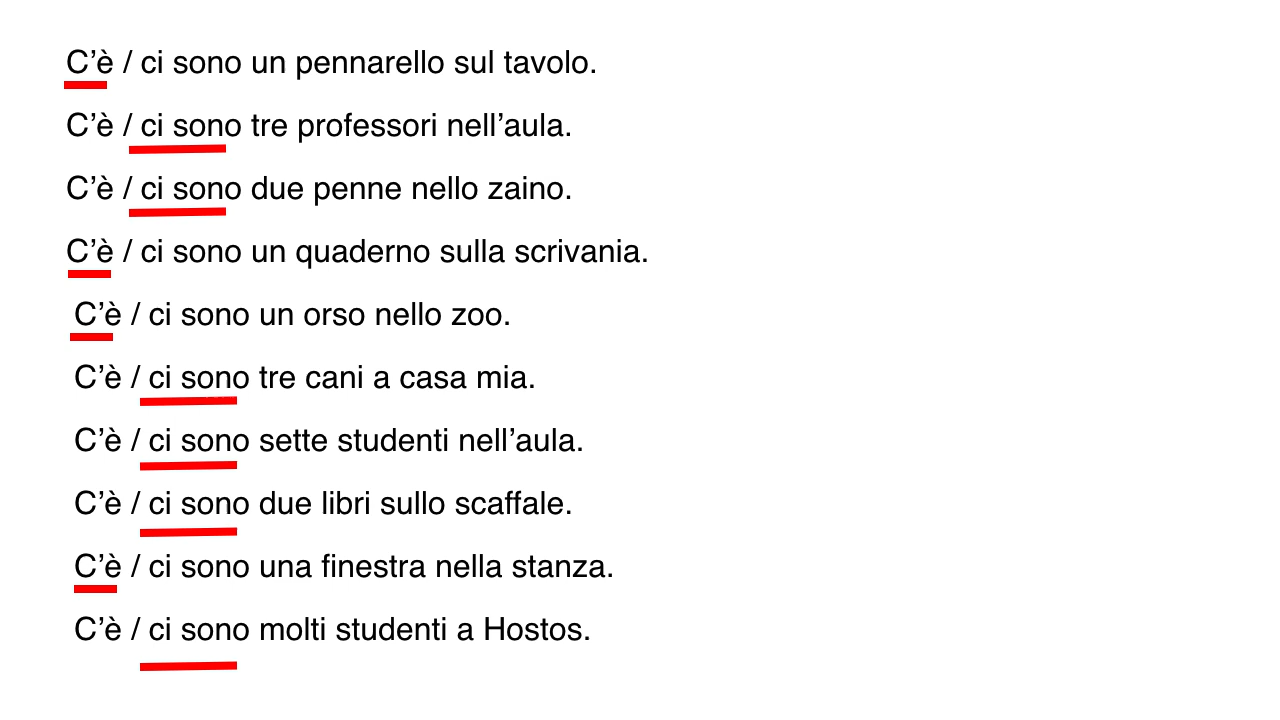 C’è / ci sono un pennarello sul tavolo.
C’è / ci sono tre professori nell’aula.
C’è / ci sono due penne nello zaino.
C’è / ci sono un quaderno sulla scrivania.
C’è / ci sono un orso nello zoo.
C’è / ci sono tre cani a casa mia.
C’è / ci sono sette studenti nell’aula.
C’è / ci sono due libri sullo scaffale.
C’è / ci sono una finestra nella stanza.
C’è / ci sono molti studenti a Hostos.